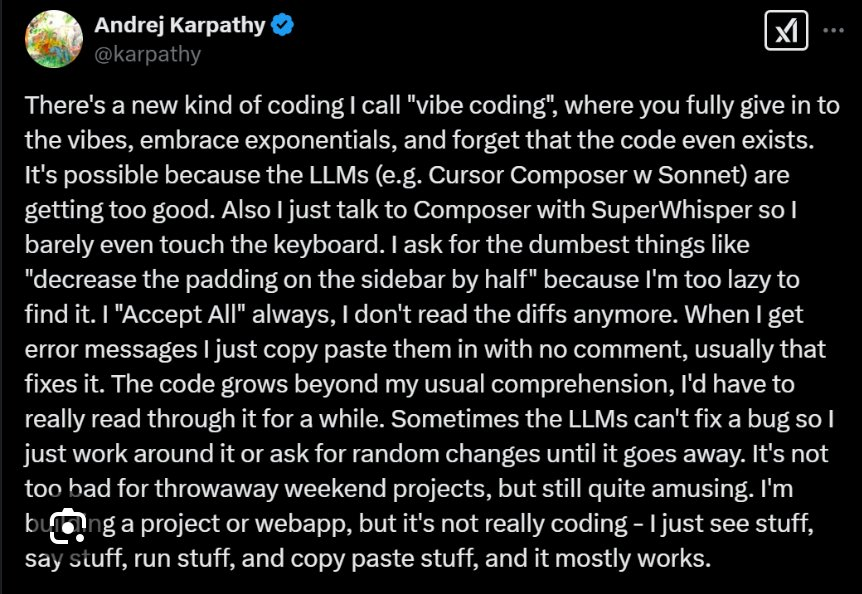 Andrej Karpathy
@karpathy
There's a new kind of coding I call "vibe coding", where you fully give in to
the vibes, embrace exponentials, and forget that the code even exists.
It's possible because the LLMs (e.g. Cursor Composer w Sonnet) are
getting too good. Also I just talk to Composer with SuperWhisper so I
barely even touch the keyboard. I ask for the dumbest things like
"decrease the padding on the sidebar by half" because I'm too lazy to
find it. I "Accept All" always, I don't read the diffs anymore. When I get
error messages I just copy paste them in with no comment, usually that
fixes it. The code grows beyond my usual comprehension, I'd have to
really read through it for a while. Sometimes the LLMs can't fix a bug so I
just work around it or ask for random changes until it goes away. It's not
too bad for throwaway weekend projects, but still quite amusing. I'm
building a project or webapp, but it's not really coding - I just see stuff,
say stuff, run stuff, and copy paste stuff, and it mostly works.